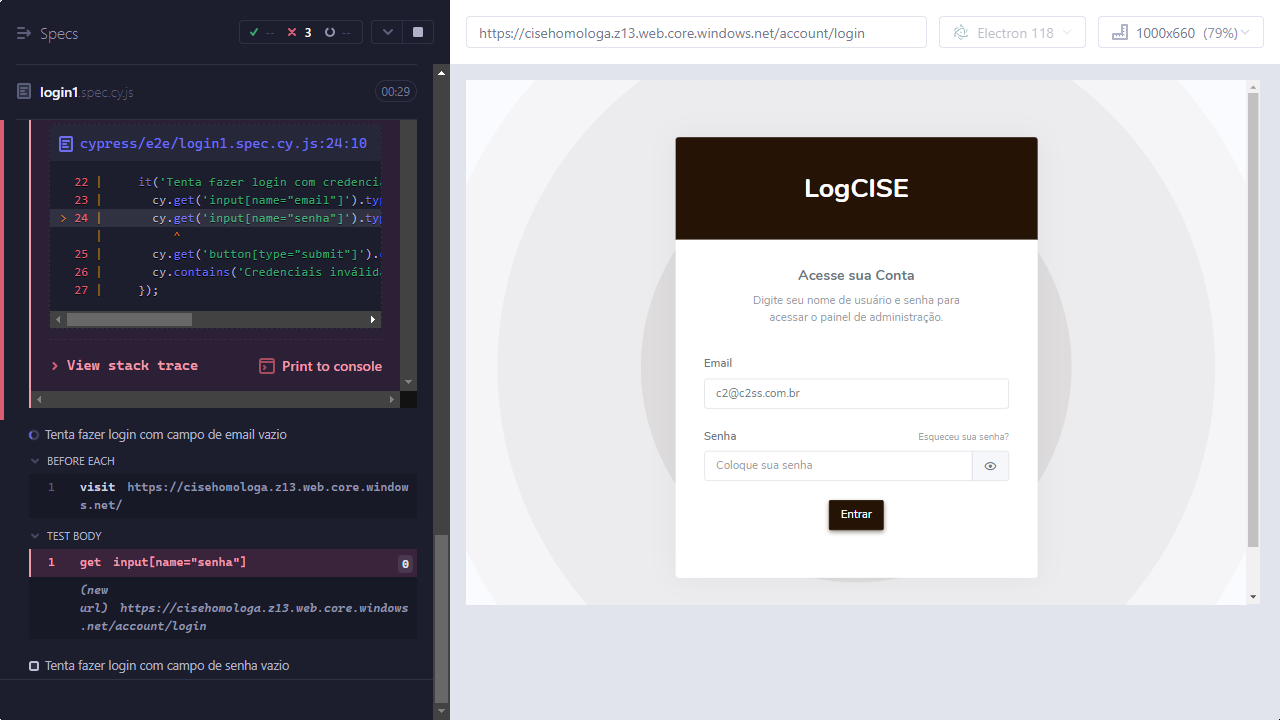 Specs
-- 3 --
login1.spec.cy.js
00:29
cypress/e2e/login1.spec.cy.js:24:10
22 | it('Tenta fazer login com credencia
23 | cy.get('input[name="email"]').typ
> 24 | cy.get('input[name="senha"]').typ
| ^
25 | cy.get('button[type="submit"]').
26 | cy.contains('Credenciais inválida
27 | });
View stack trace
Print to console
Tenta fazer login com campo de email vazio
BEFORE EACH
1 visit https://cisehomologa.z13.web.core.window
s.net/
TEST BODY
1 get input[name="senha"] 0
(new
url) https://cisehomologa.z13.web.core.windows
.net/account/login
Tenta fazer login com campo de senha vazio
https://cisehomologa.z13.web.core.windows.net/account/login
Electron 118
1000x660 (79%)
LogCISE
Acesse sua Conta
Digite seu nome de usuário e senha para
acessar o painel de administração.
Email
c2@c2ss.com.br
Senha
Esqueceu sua senha?
Coloque sua senha
Entrar